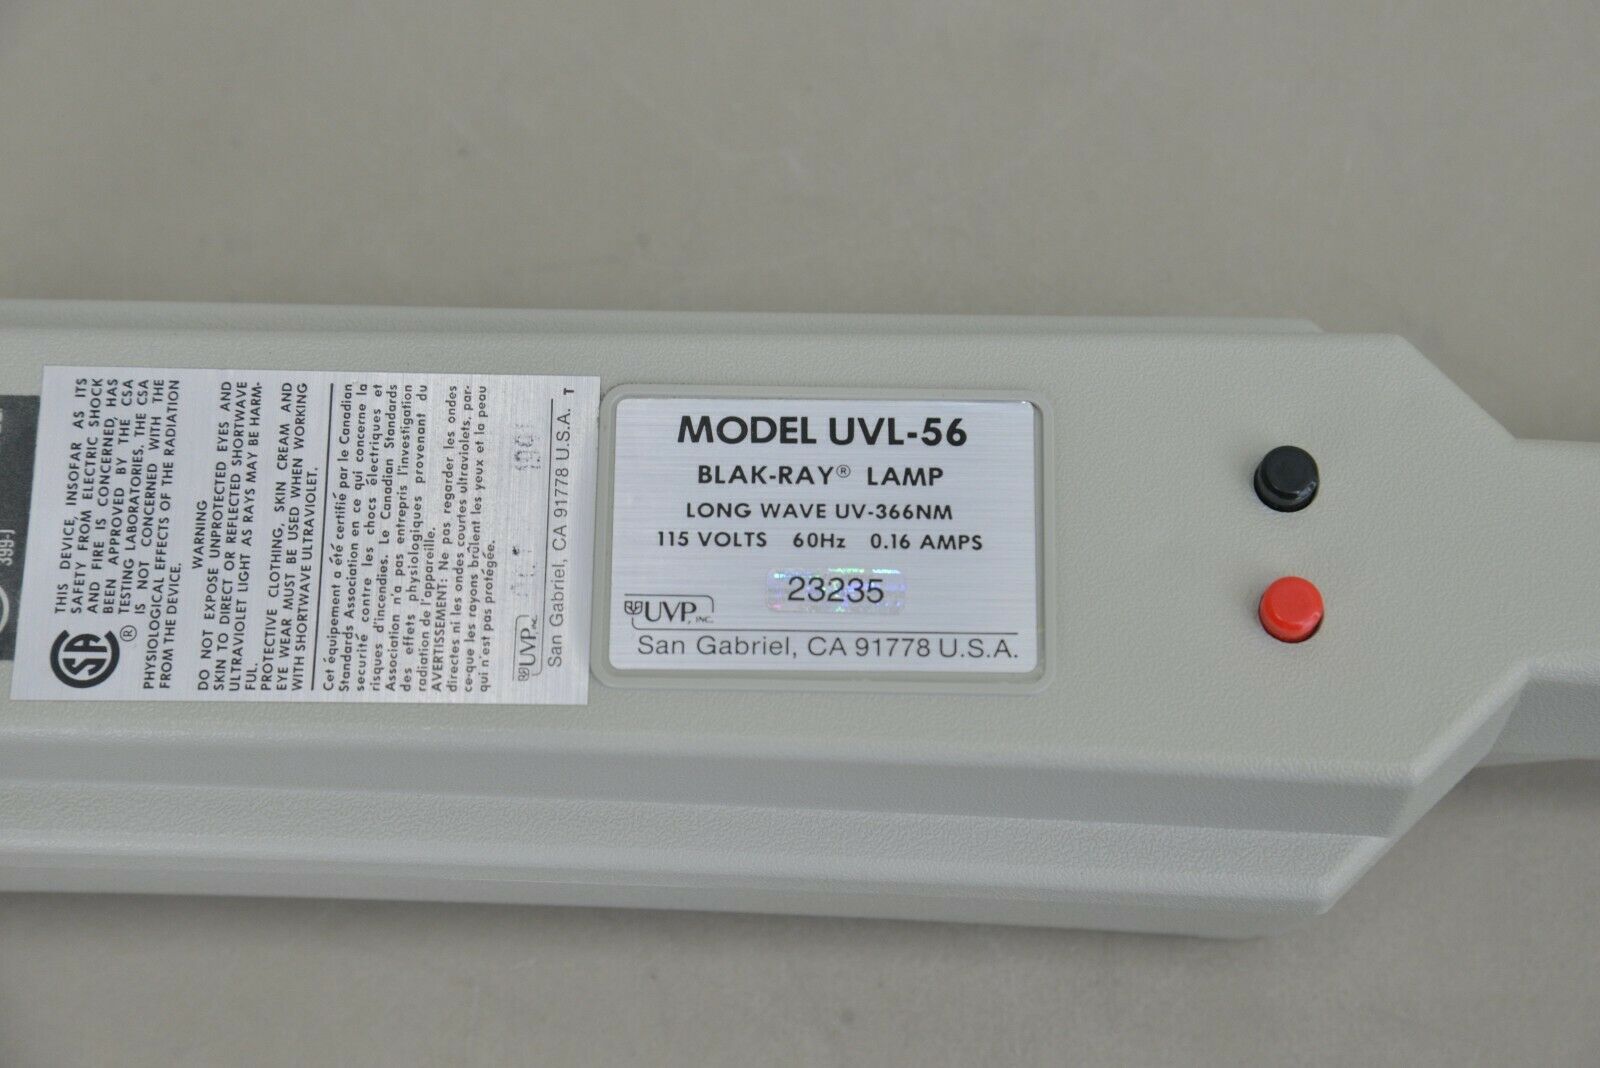 399-J
THIS DEVICE, INSOFAR AS ITS
SAFETY FROM ELECTRIC SHOCK
AND FIRE IS CONCERNED, HAS
BEEN APPROVED BY THE CSA
TESTING LABORATORIES. THE CSA
® IS NOT CONCERNED WITH THE
PHYSIOLOGICAL EFFECTS OF THE RADIATION
FROM THE DEVICE.
WARNING
DO NOT EXPOSE UNPROTECTED EYES AND
SKIN TO DIRECT OR REFLECTED SHORTWAVE
ULTRAVIOLET LIGHT AS RAYS MAY BE HARM-
FUL.
PROTECTIVE CLOTHING, SKIN CREAM AND
EYE WEAR MUST BE USED WHEN WORKING
WITH SHORTWAVE ULTRAVIOLET.
Cet' équipement a été certifié par le Canadian
Standards Association en ce qui concerne la
securité contre les chocs électriques et
risques d'incendies. Le Canadian Standards
Association n'a pas entrepris l'investigation
des effets physiologiques provenant du
radiation de l'appareille.
AVERTISSEMENT: Ne pas regarder les ondes
directes ni les ondes courtes ultraviolets, par-
ce-que les rayons brûlent les yeux et la peau
qui n'est pas protégée.
UVP, INC.
San Gabriel, CA 91778 U.S.A. T
MODEL UVL-56
BLAK-RAY® LAMP
LONG WAVE UV-366NM
115 VOLTS 60Hz 0.16 AMPS
23235
UVP, INC.
San Gabriel, CA 91778 U.S.A.